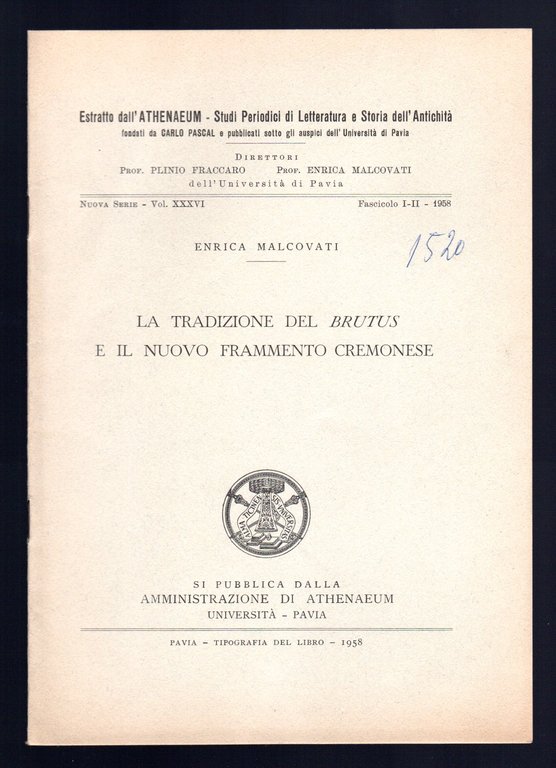 Estratto dall'ATHENAEUM - Studi Periodici di Letteratura e Storia dell'Antichità
fondati da CARLO PASCAL e pubblicati sotto gli auspici dell'Università di Pavia
DIRETTORI
PROF. PLINIO FRACCARO PROF. ENRICA MALCOVATI
dell'Università di Pavia
NUOVA SERIE - VOL. XXXVI Fascicolo I-II - 1958
ENRICA MALCOVATI
1520
LA TRADIZIONE DEL BRUTUS
E IL NUOVO FRAMMENTO CREMONESE
ALMA TICINENSIS UNIVERSITAS
SI PUBBLICA DALLA
AMMINISTRAZIONE DI ATHENAEUM
UNIVERSITÀ - PAVIA
PAVIA - TIPOGRAFIA DEL LIBRO - 1958